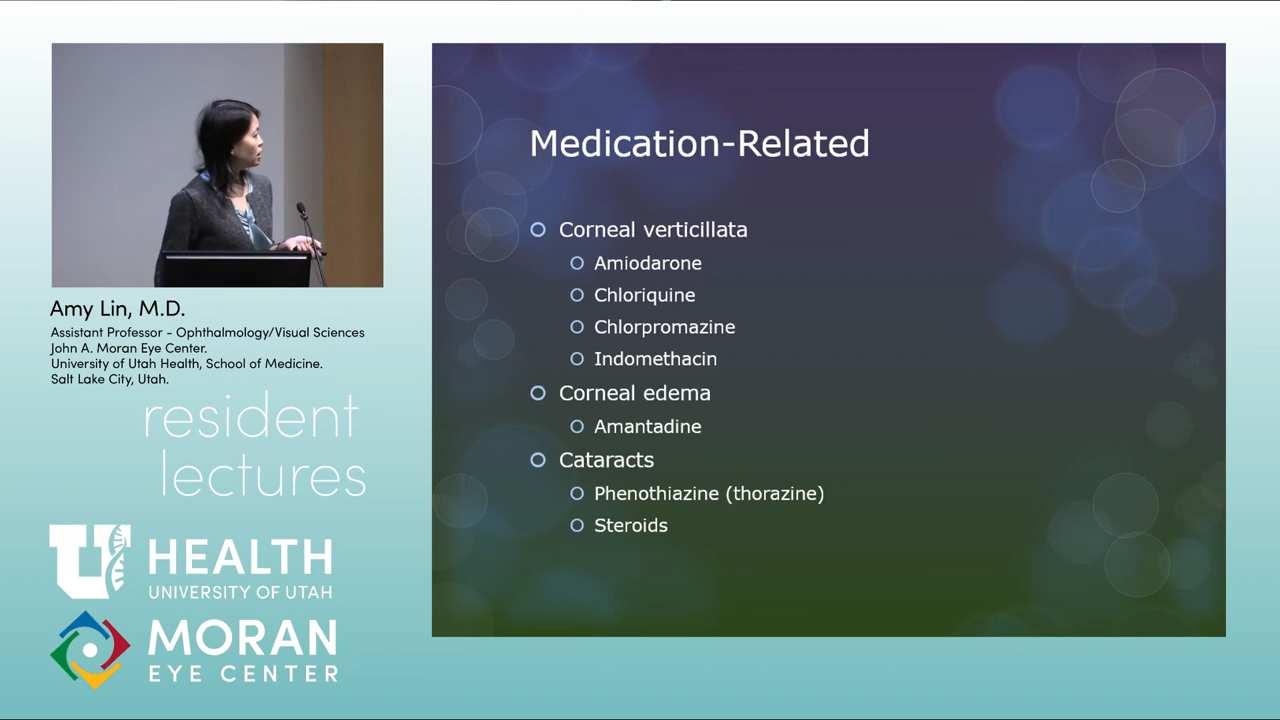 Medication-Related
Corneal verticillata
Amiodarone
Chloriquine
Chlorpromazine
Indomethacin
Corneal edema
Amantadine
Cataracts
Phenothiazine (thorazine)
Steroids
Amy Lin, M.D.
Assistant Professor - Ophthalmology/Visual Sciences
John A. Moran Eye Center.
University of Utah Health, School of Medicine.
Salt Lake City, Utah.
resident
lectures
U HEALTH
UNIVERSITY OF UTAH
MORAN
EYE CENTER